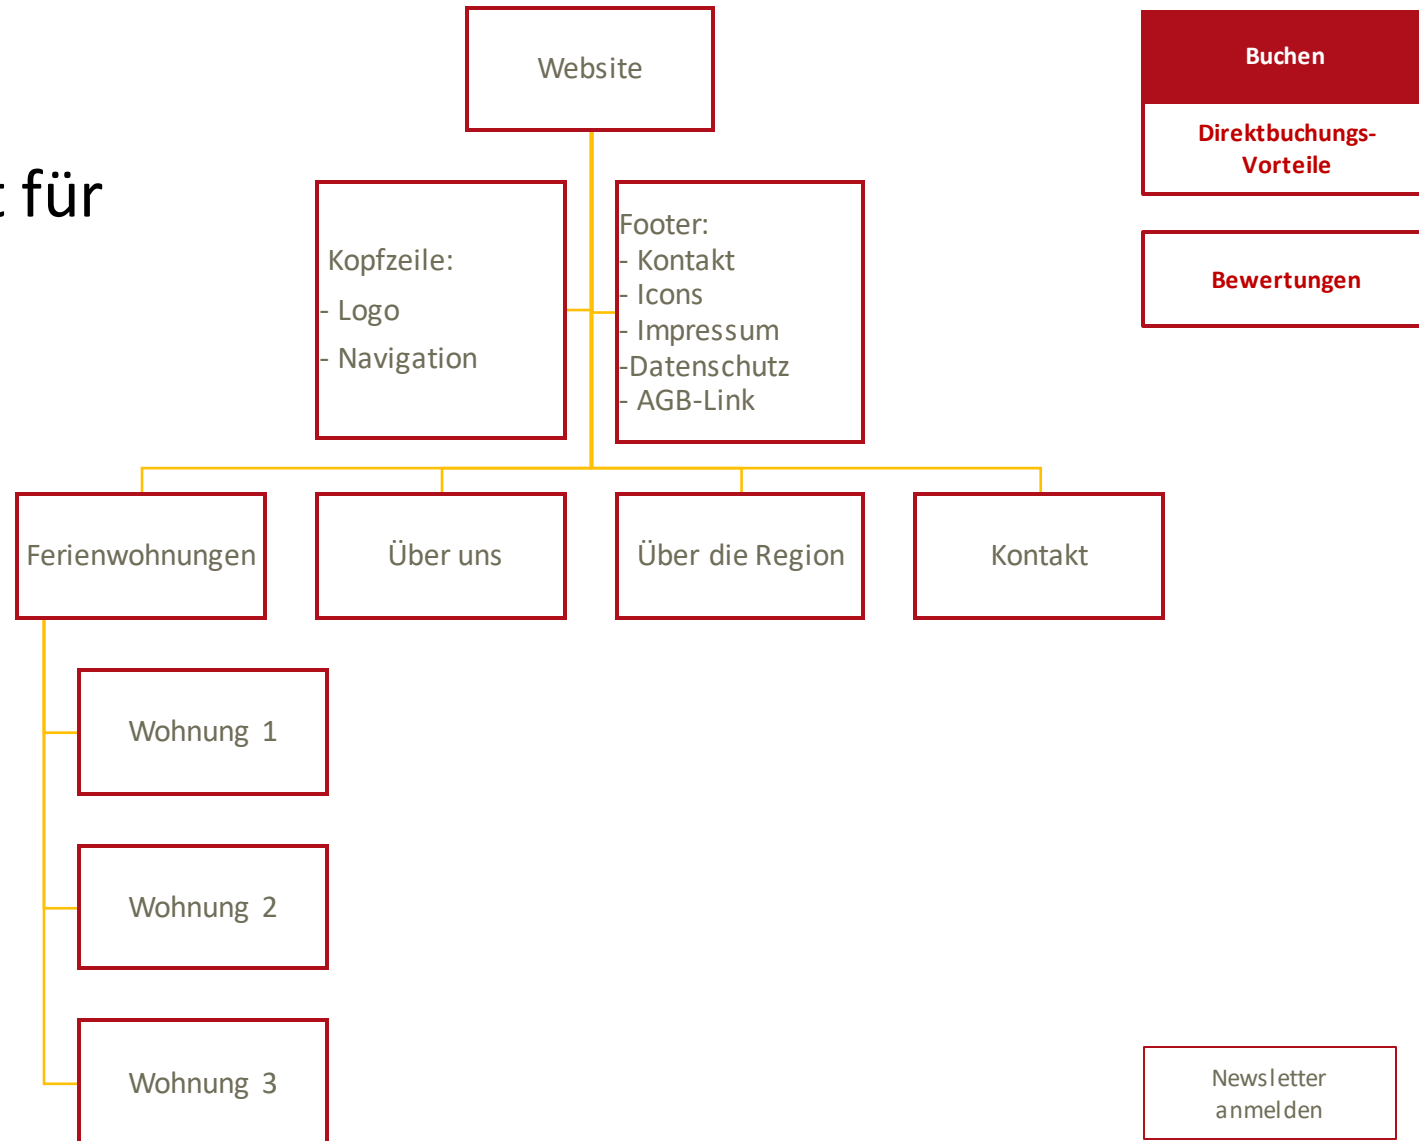 Website
Buchen
Direktbuchungs-
Vorteile
für
Kopfzeile:
- Logo
- Navigation
Footer:
- Kontakt
- Icons
- Impressum
-Datenschutz
- AGB-Link
Bewertungen
Ferienwohnungen
Über uns
Über die Region
Kontakt
Wohnung 1
Wohnung 2
Wohnung 3
Newsletter
anmelden